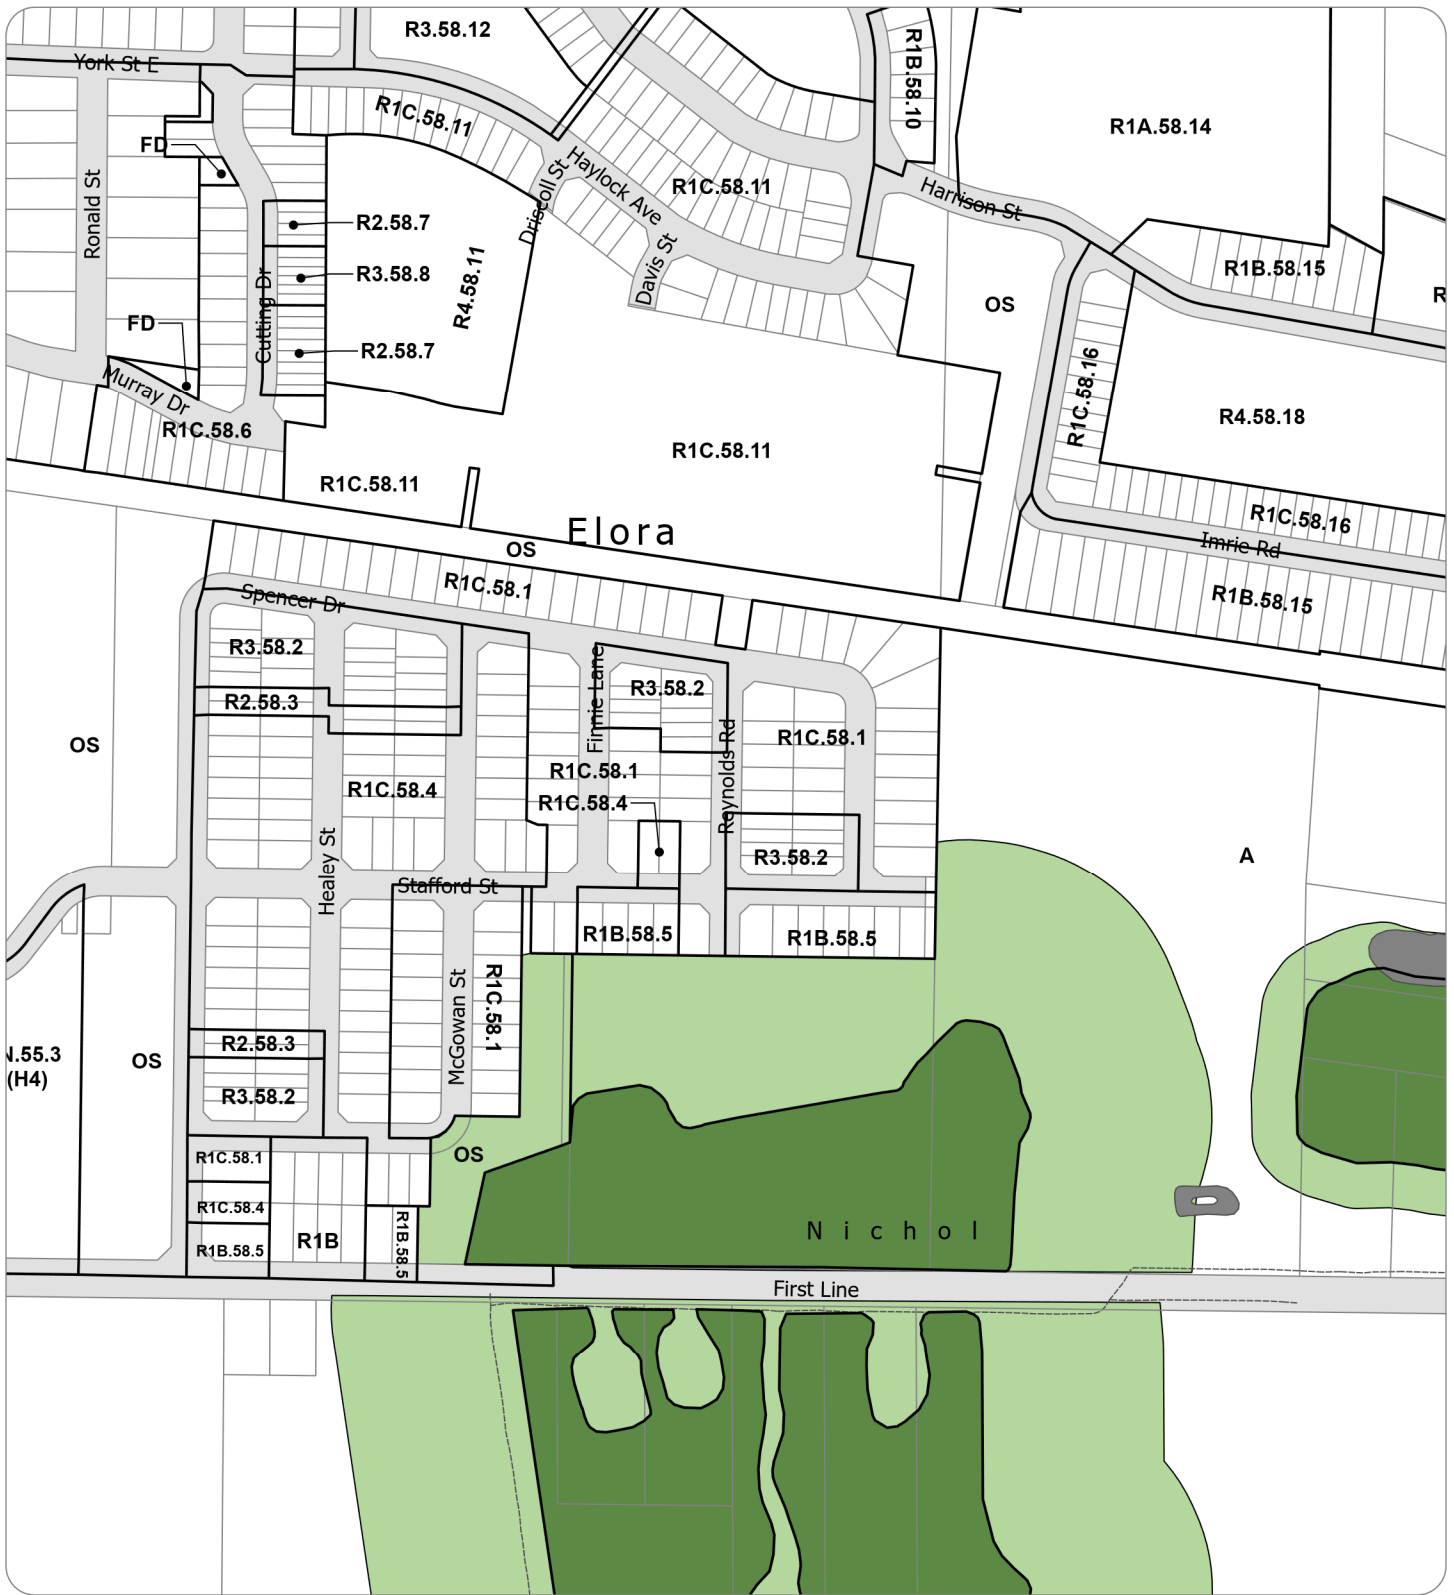 R3.58.12
R1B.58.10
York St E
R1C.58.11
R1A.58.14
FD
Haylock Ave
Driscoll St
R1C.58.11
Harrison St
Ronald St
R2.58.7
R3.58.8
R4.58.11
Davis St
R1B.58.15
R
OS
FD
Cutting Dr
R2.58.7
Murray Dr
R1C.58.6
R1C.58.16
R4.58.18
R1C.58.11
R1C.58.11
Elora
OS
R1C.58.16
Imrie Rd
R1C.58.1
Spencer Dr
R1B.58.15
R3.58.2
R2.58.3
Finnie Lane
R3.58.2
Reynolds Rd
R1C.58.1
OS
R1C.58.4
R1C.58.1
R1C.58.4
R3.58.2
A
Healey St
Stafford St
R1B.58.5
R1B.58.5
McGowan St
R1C.58.1
R2.58.3
.55.3
(H4)
OS
R3.58.2
R1C.58.1
OS
R1C.58.4
R1B.58.5
R1B
R1B.58.5
Nichol
First Line